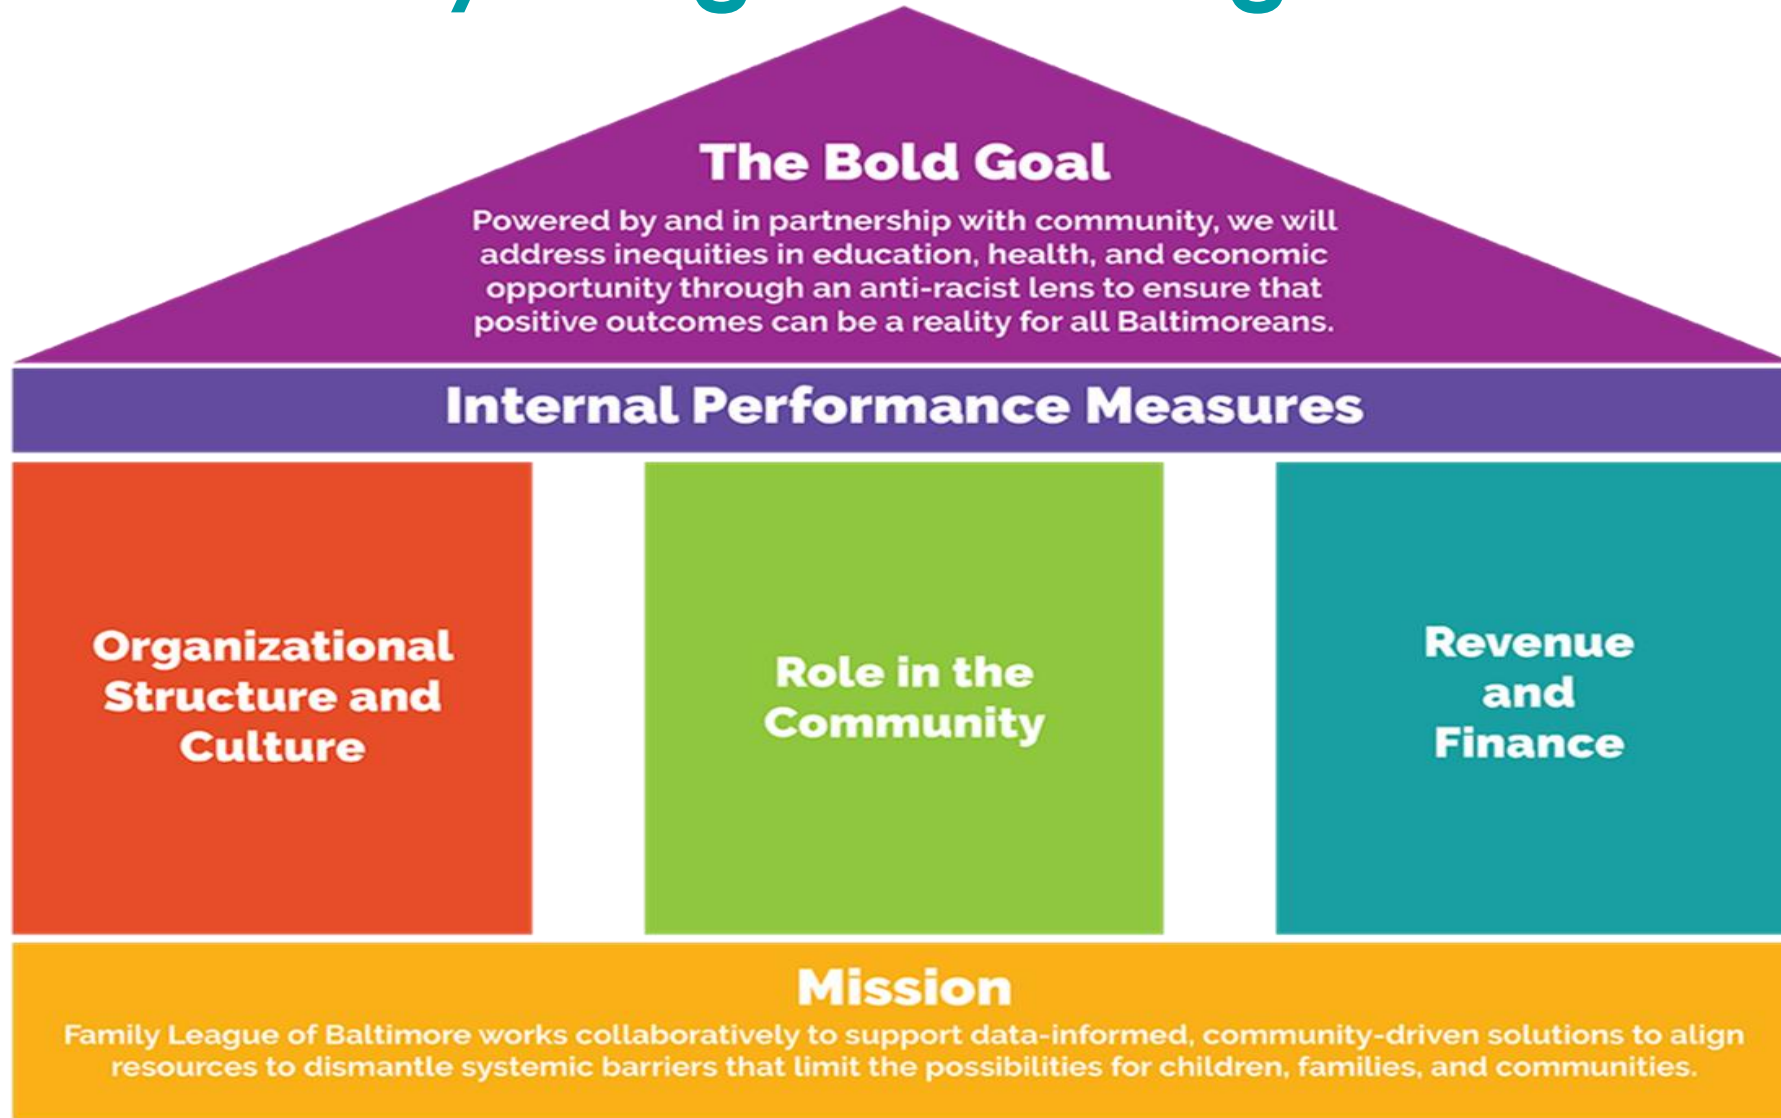 The Bold Goal
Powered by and in partnership with community, we will
address inequities in education, health, and economic
opportunity through an anti-racist lens to ensure that
positive outcomes can be a reality for all Baltimoreans.
Internal Performance Measures
Organizational
Structure and
Culture
Role in the
Community
Revenue
and
Finance
Mission
Family League of Baltimore works collaboratively to support data-informed, community-driven solutions to align
resources to dismantle systemic barriers that limit the possibilities for children, families, and communities.